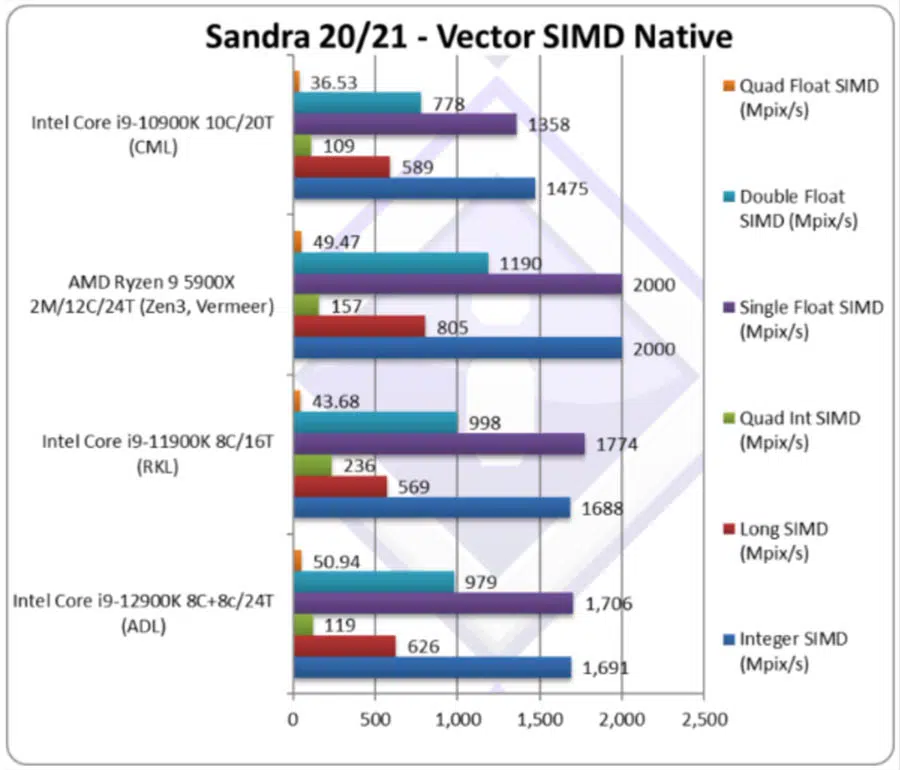 Sandra 20/21 - Vector SIMD Native
Intel Core i9-10900K 10C/20T
(CML)
36.53
778
1358
109
589
1475
AMD Ryzen 9 5900X
2M/12C/24T (Zen3, Vermeer)
49.47
1190
2000
157
805
2000
Intel Core i9-11900K 8C/16T
(RKL)
43.68
998
1774
236
569
1688
Intel Core i9-12900K 8C+8c/24T
(ADL)
50.94
979
1,706
119
626
1,691
0
500
1,000
1,500
2,000
2,500
Quad Float SIMD
(Mpix/s)
Double Float
SIMD (Mpix/s)
Single Float SIMD
(Mpix/s)
Quad Int SIMD
(Mpix/s)
Long SIMD
(Mpix/s)
Integer SIMD
(Mpix/s)